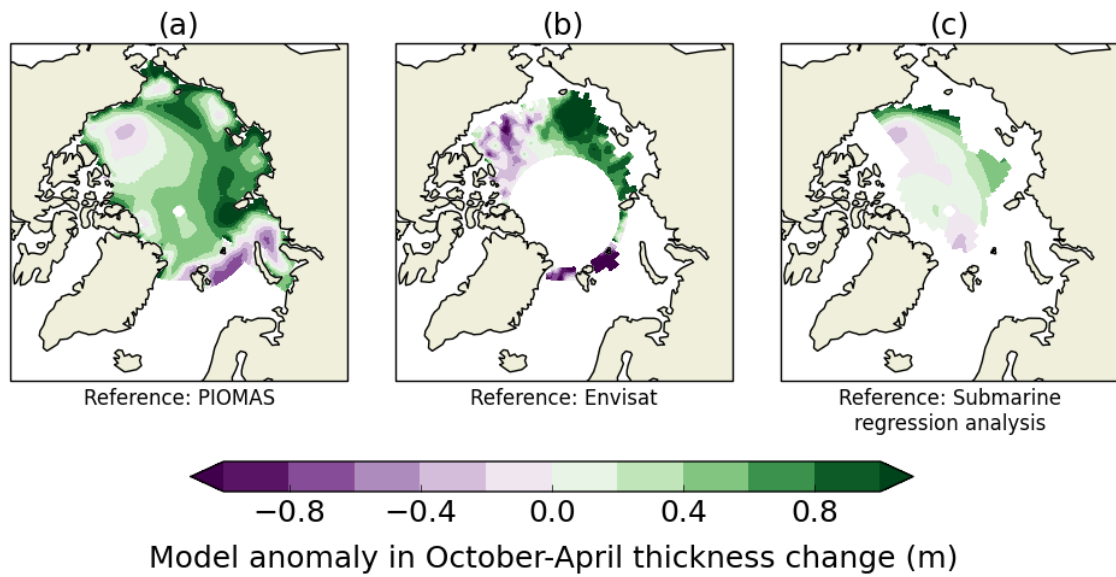 (a) (b) (c)
Reference: PIOMAS Reference: Envisat Reference: Submarine
regression analysis
−0.8 −0.4 0.0 0.4 0.8
Model anomaly in October-April thickness change (m)